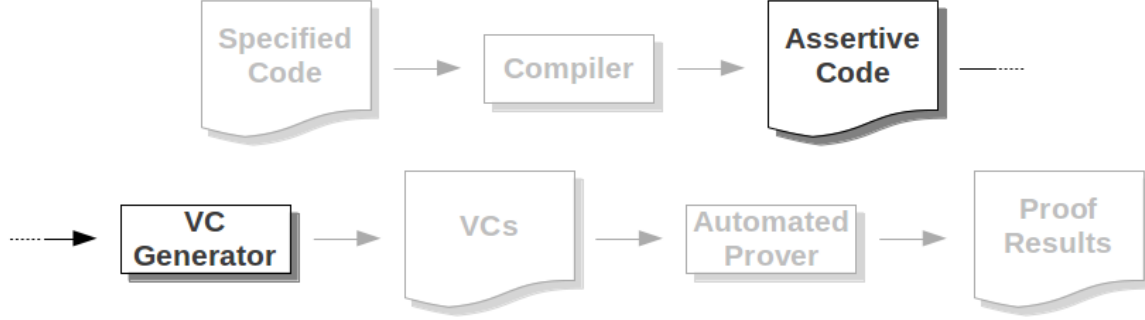 Specified
Code
Compiler
Assertive
Code
VC
Generator
VCs
Automated
Prover
Proof
Results